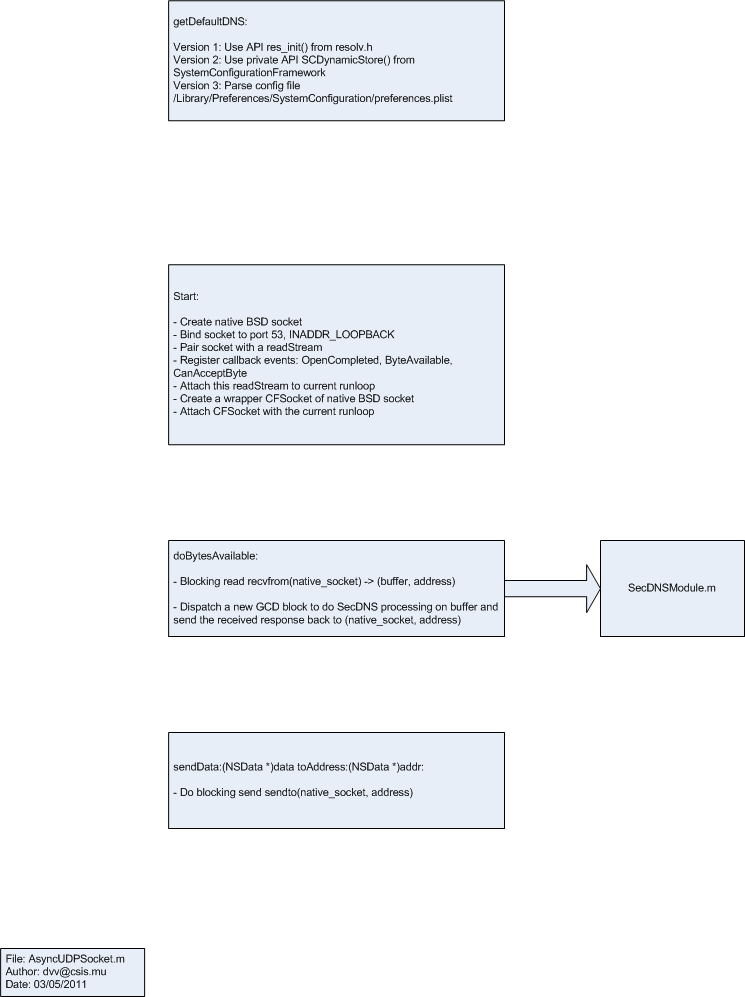 getDefaultDNS:
Version 1: Use API res_init() from resolv.h
Version 2: Use private API SCDynamicStore() from
SystemConfigurationFramework
Version 3: Parse config file
/Library/Preferences/SystemConfiguration/preferences.plist
Start:
- Create native BSD socket
- Bind socket to port 53, INADDR_LOOPBACK
- Pair socket with a readStream
- Register callback events: OpenCompleted, ByteAvailable,
CanAcceptByte
- Attach this readStream to current runloop
- Create a wrapper CFSocket of native BSD socket
- Attach CFSocket with the current runloop
doBytesAvailable:
- Blocking read recvfrom(native_socket) -> (buffer, address)
- Dispatch a new GCD block to do SecDNS processing on buffer and
send the received response back to (native_socket, address)
SecDNSModule.m
sendData:(NSData *)data toAddress:(NSData *)addr:
- Do blocking send sendto(native_socket, address)
File: AsyncUDPSocket.m
Author: dvv@csis.mu
Date: 03/05/2011